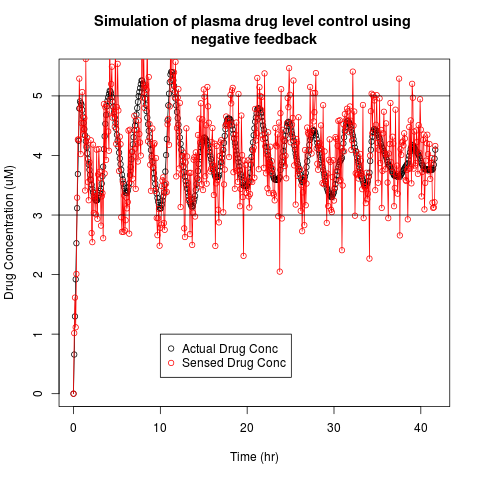 Simulation of plasma drug level control using
negative feedback
Drug Concentration (uM)
5
4
3
2
1
0
Actual Drug Conc
Sensed Drug Conc
0 10 20 30 40
Time (hr)